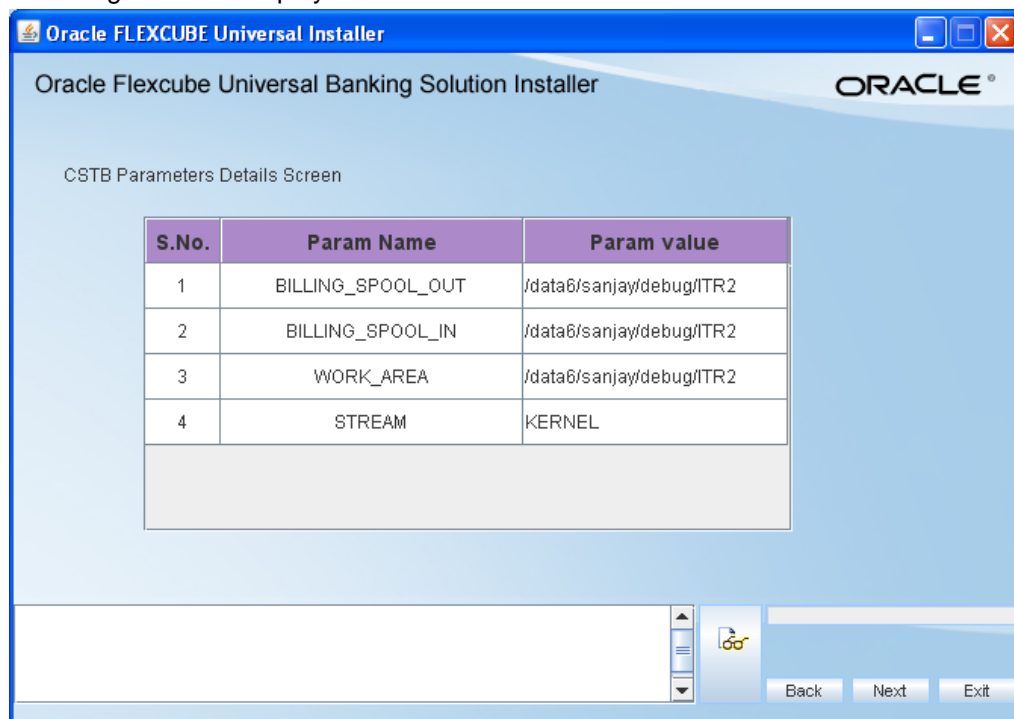 Oracle FLEXCUBE Universal Installer
Oracle Flexcube Universal Banking Solution Installer
ORACLE®
CSTB Parameters Details Screen
S.No. Param Name Param value
1 BILLING_SPOOL_OUT /data6/sanjay/debug/ITR2
2 BILLING_SPOOL_IN /data6/sanjay/debug/ITR2
3 WORK_AREA /data6/sanjay/debug/ITR2
4 STREAM KERNEL
Back Next Exit